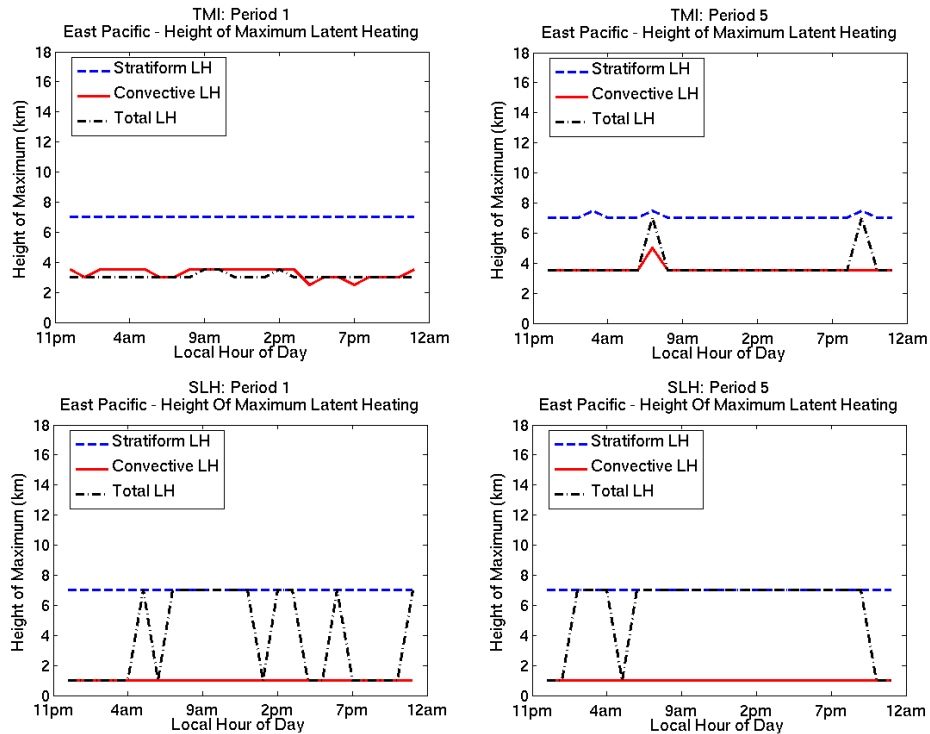 TMI: Period 1
East Pacific - Height of Maximum Latent Heating
18
16
14
12
10
8
6
4
2
0
Height of Maximum (km)
Stratiform LH
Convective LH
Total LH
11pm 4am 9am 2pm 7pm 12am
Local Hour of Day
TMI: Period 5
East Pacific - Height of Maximum Latent Heating
18
16
14
12
10
8
6
4
2
0
Height of Maximum (km)
Stratiform LH
Convective LH
Total LH
11pm 4am 9am 2pm 7pm 12am
Local Hour of Day
SLH: Period 1
East Pacific - Height Of Maximum Latent Heating
18
16
14
12
10
8
6
4
2
0
Height of Maximum (km)
Stratiform LH
Convective LH
Total LH
11pm 4am 9am 2pm 7pm 12am
Local Hour of Day
SLH: Period 5
East Pacific - Height Of Maximum Latent Heating
18
16
14
12
10
8
6
4
2
0
Height of Maximum (km)
Stratiform LH
Convective LH
Total LH
11pm 4am 9am 2pm 7pm 12am
Local Hour of Day